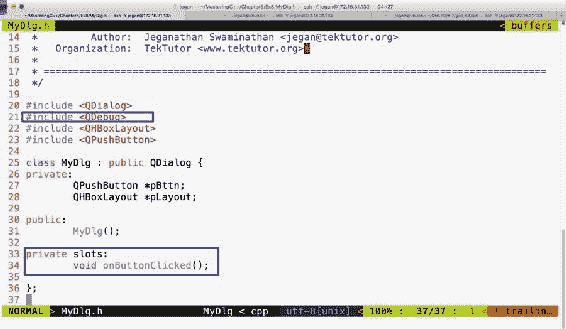 MyDlg.h buffers
14 * Author: Jeganathan Swaminathan <jegan@tektutor.org>
15 * Organization: TekTutor <www.tektutor.org>
16 *
17 * ================================================================================
18 */
19
20 #include <QDialog>
21 #include <QDebug>
22 #include <QHBoxLayout>
23 #include <QPushButton>
24
25 class MyDlg : public QDialog {
26 private:
27 QPushButton *pBttn;
28 QHBoxLayout *pLayout;
29
30 public:
31 MyDlg();
32
33 private slots:
34 void onButtonClicked();
35
36 };
37
NORMAL > MyDlg.h MyDlg < cpp utf-8[unix] < 100% : 37/37 : 1 < ! trailin…